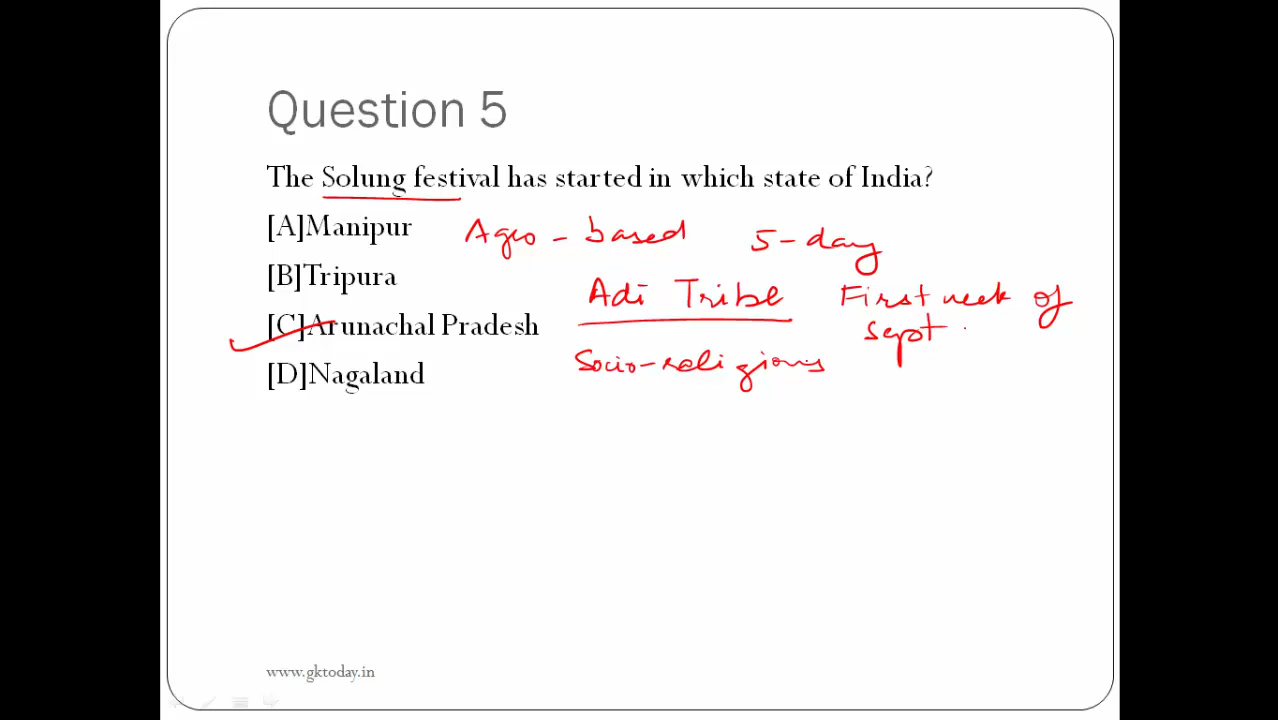 Question 5
The Solung festival has started in which state of India?
[A]Manipur
Agro - based 5 - day
[B]Tripura
Adi Tribe First week of
[C]Arunachal Pradesh
sept
Socio-religious
[D]Nagaland
www.gktoday.in